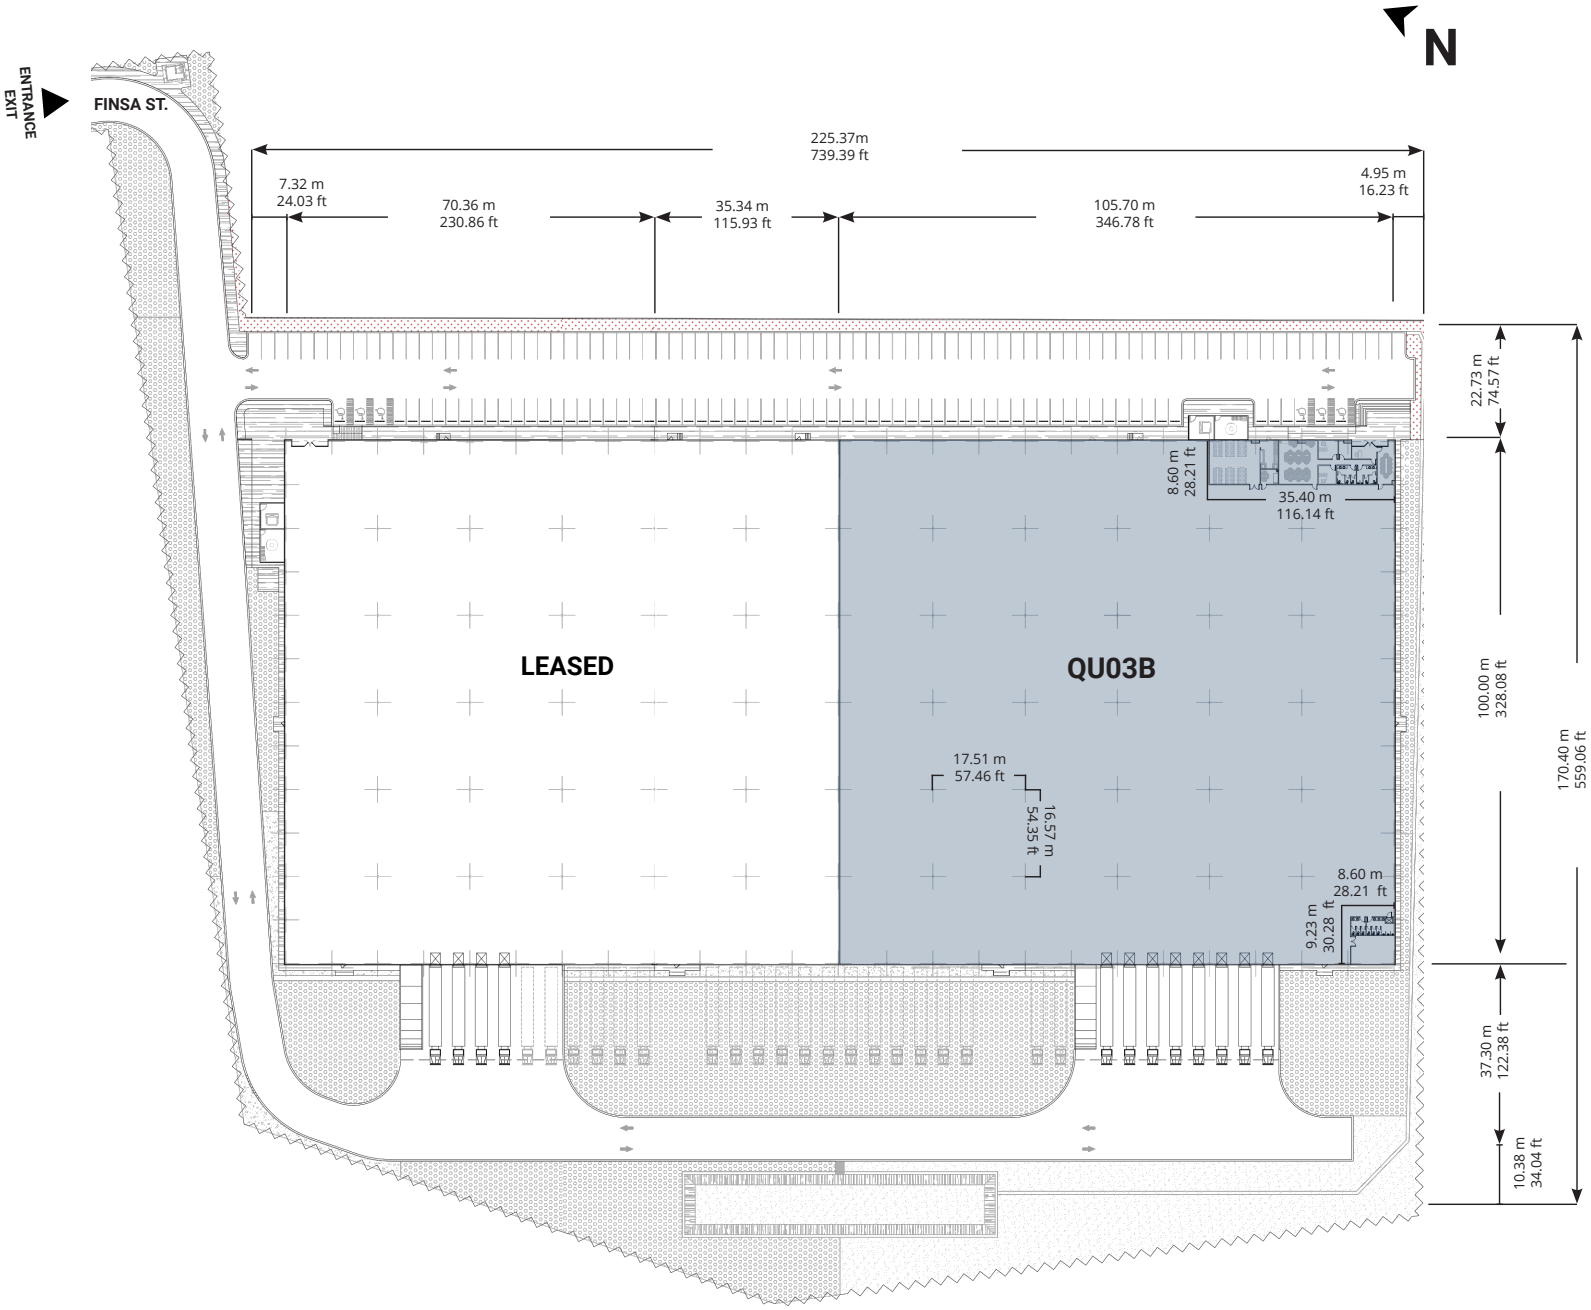 N
ENTRANCE
EXIT
FINSA ST.
225.37m
739.39 ft
7.32 m
24.03 ft
70.36 m
230.86 ft
35.34 m
115.93 ft
105.70 m
346.78 ft
4.95 m
16.23 ft
22.73 m
74.57 ft
8.60 m
28.21 ft
35.40 m
116.14 ft
LEASED
QU03B
100.00 m
328.08 ft
170.40 m
559.06 ft
17.51 m
57.46 ft
16.57 m
54.35 ft
8.60 m
28.21 ft
9.23 m
30.28 ft
37.30 m
122.38 ft
10.38 m
34.04 ft